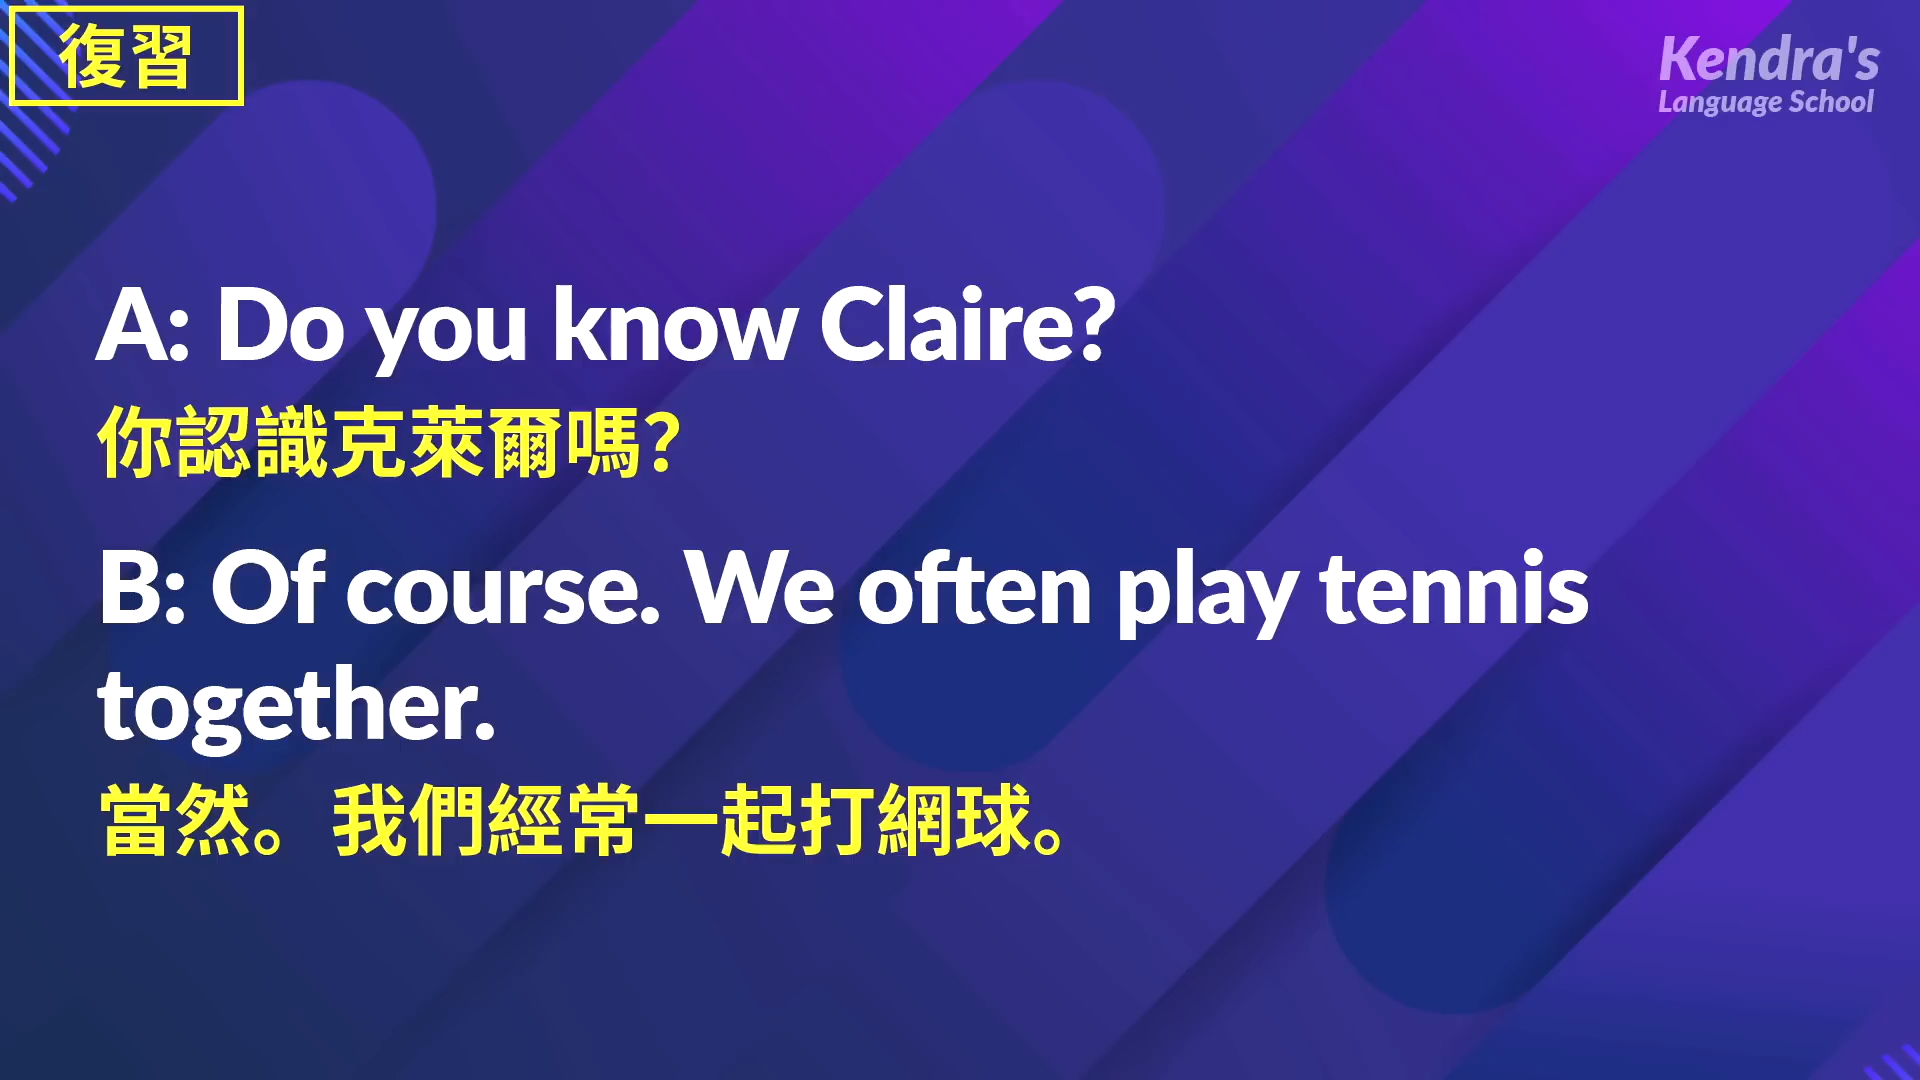 復習
Kendra's
Language School
A: Do you know Claire?
你認識克萊爾嗎？
B: Of course. We often play tennis
together.
當然。我們經常一起打網球。